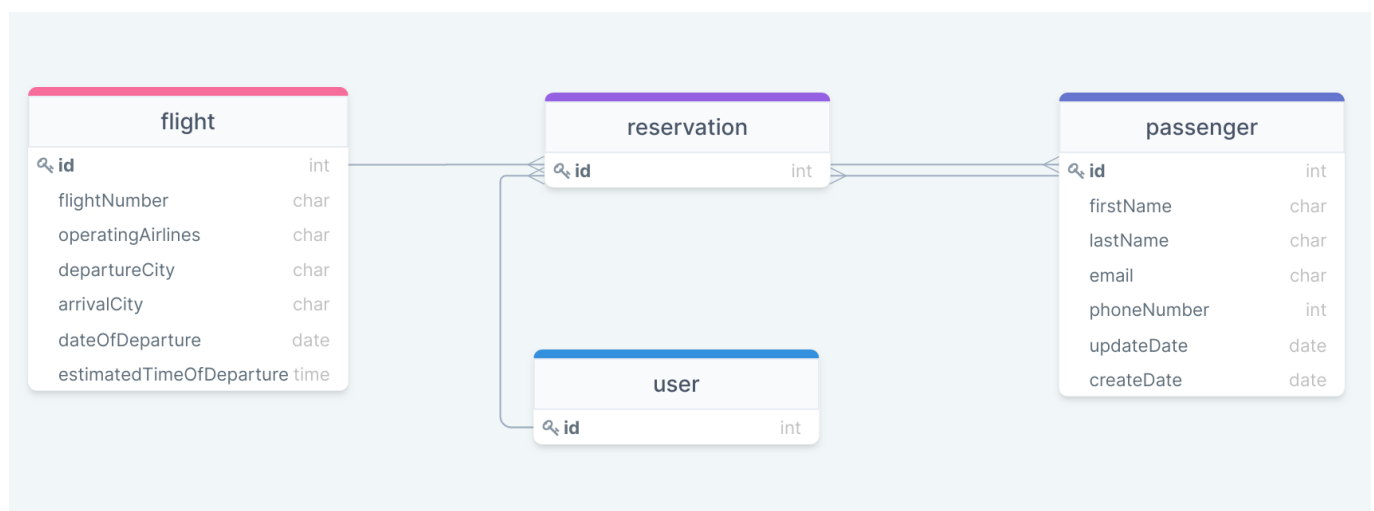 flight
id int
flightNumber char
operatingAirlines char
departureCity char
arrivalCity char
dateOfDeparture date
estimatedTimeOfDeparture time
reservation
id int
user
id int
passenger
id int
firstName char
lastName char
email char
phoneNumber int
updateDate date
createDate date